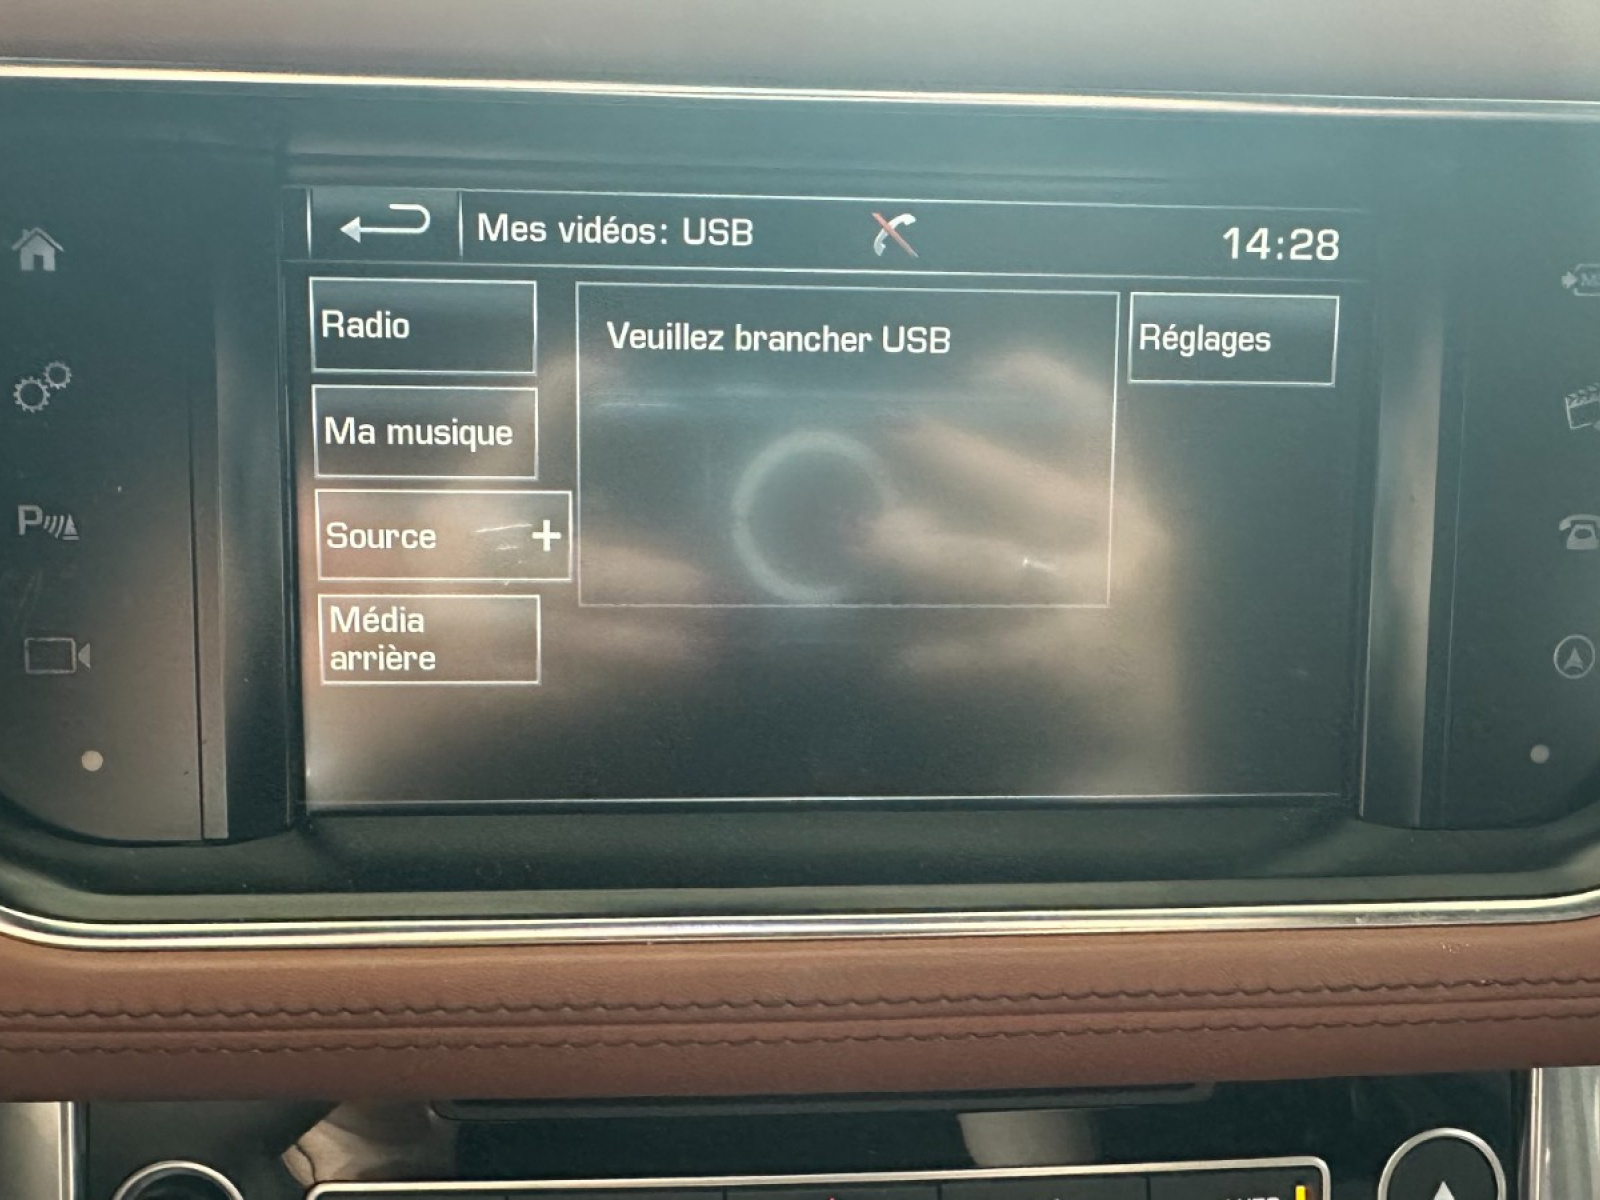 Mes vidéos: USB
14:28
Radio
Veuillez brancher USB
Réglages
Ma musique
Source +
Média
arrière
P